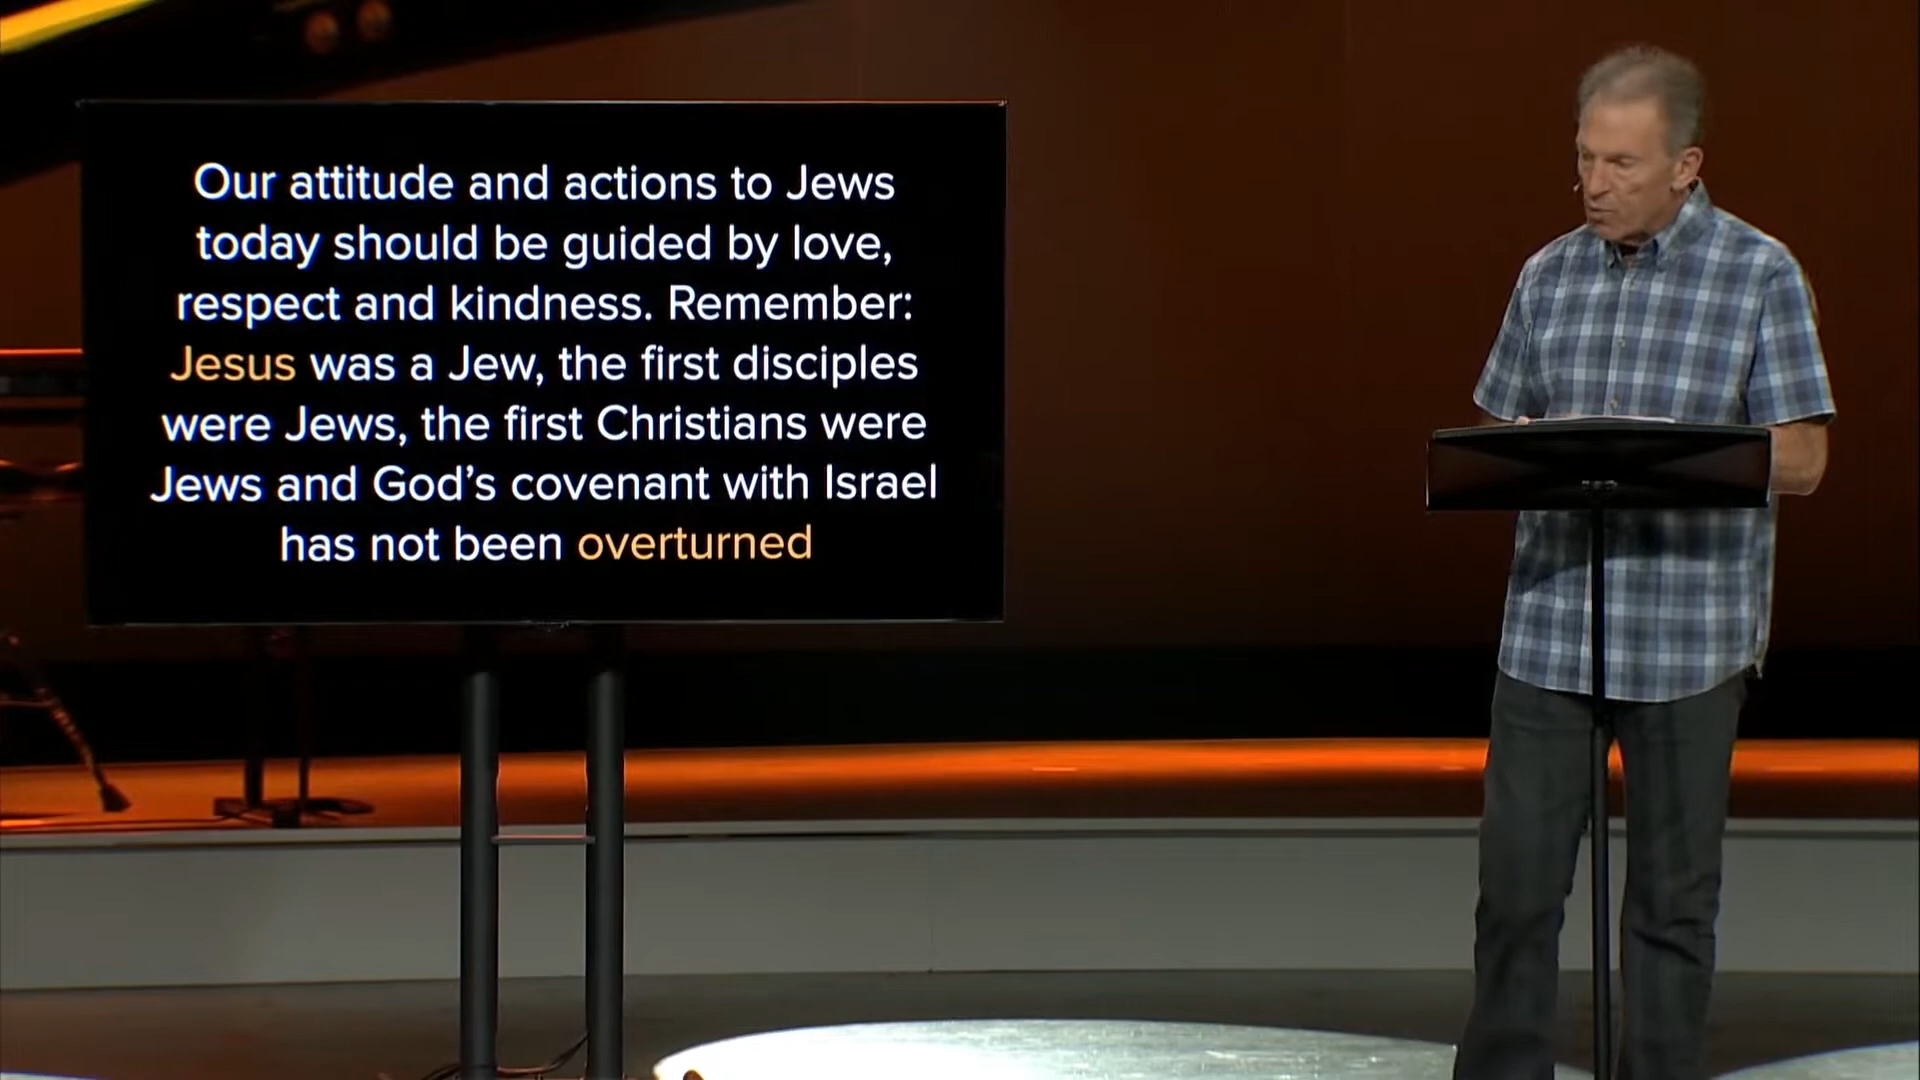 Our attitude and actions to Jews
today should be guided by love,
respect and kindness. Remember:
Jesus was a Jew, the first disciples
were Jews, the first Christians were
Jews and God's covenant with Israel
has not been overturned